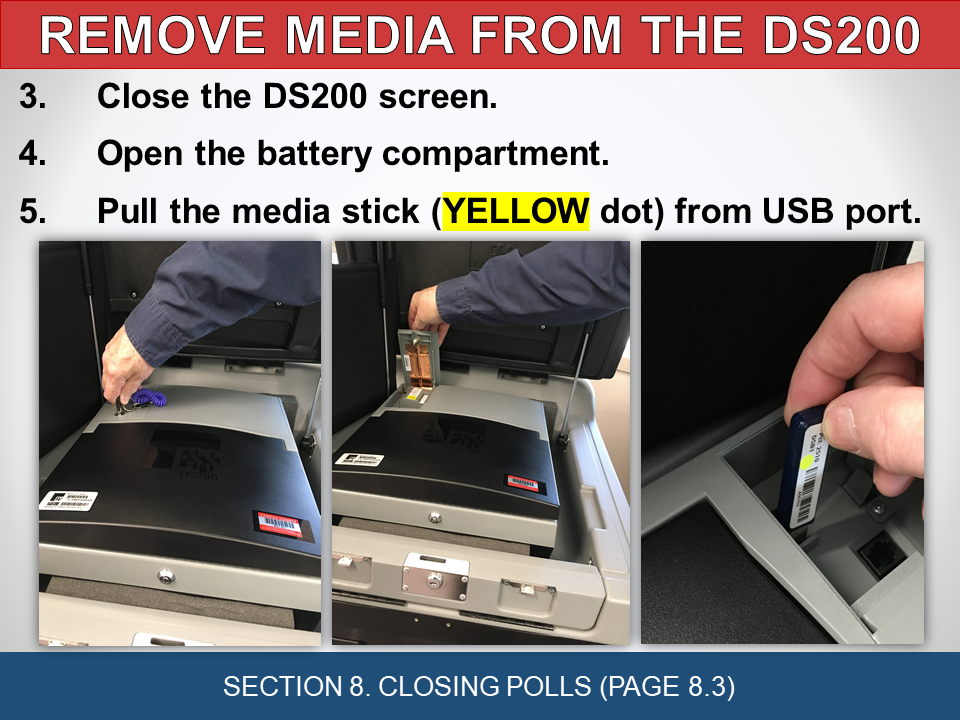 REMOVE MEDIA FROM THE DS200
3. Close the DS200 screen.
4. Open the battery compartment.
5. Pull the media stick (YELLOW dot) from USB port.
DS200
SECTION 8. CLOSING POLLS (PAGE 8.3)